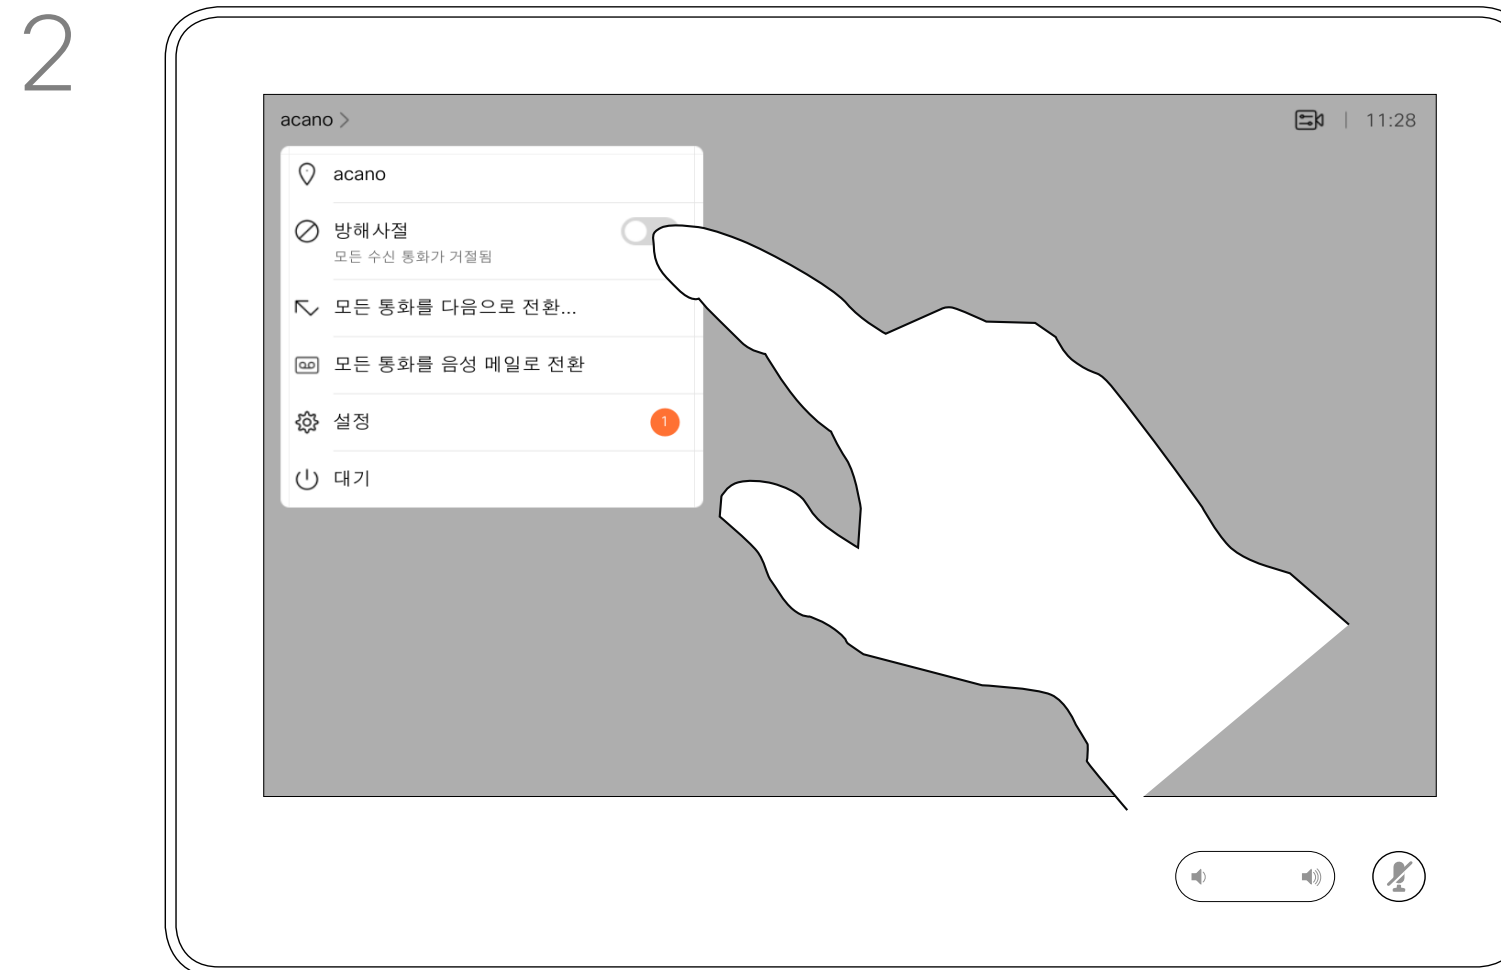 2
acano >
11:28
acano
방해사절
모든 수신 통화가 거절됨
모든 통화를 다음으로 전환...
모든 통화를 음성 메일로 전환
설정
1
대기